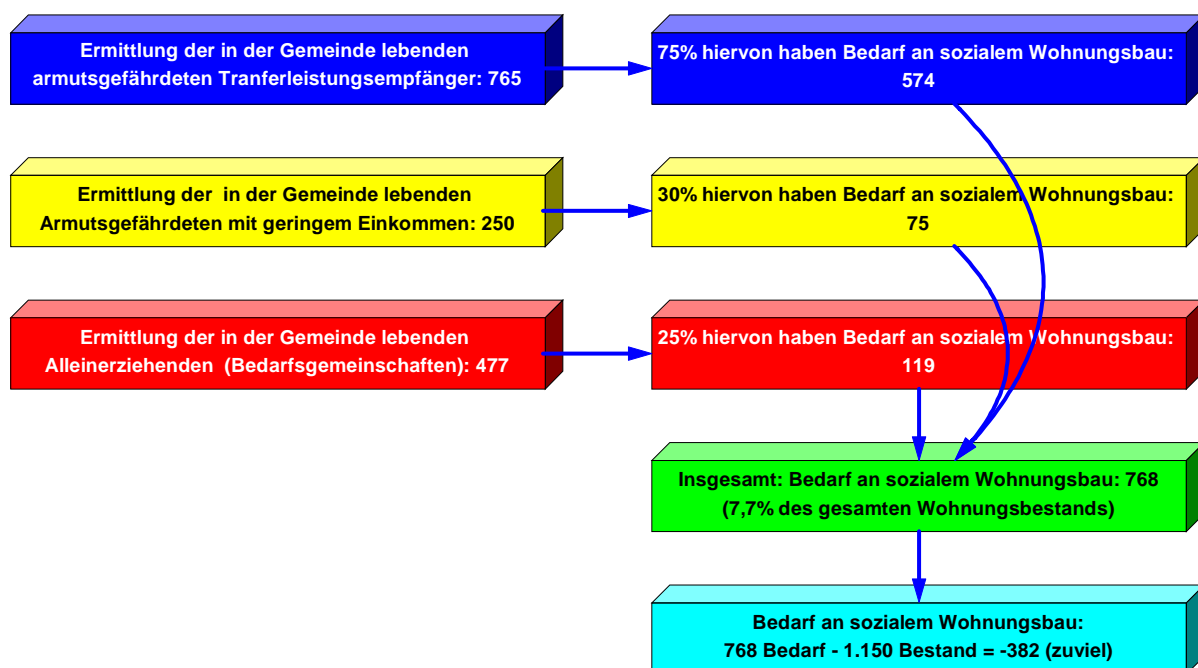 Ermittlung der in der Gemeinde lebenden
armutsgefährdeten Tranferleistungsempfänger: 765
75% hiervon haben Bedarf an sozialem Wohnungsbau:
574
Ermittlung der in der Gemeinde lebenden
Armutsgefährdeten mit geringem Einkommen: 250
30% hiervon haben Bedarf an sozialem Wohnungsbau:
75
Ermittlung der in der Gemeinde lebenden
Alleinerziehenden (Bedarfsgemeinschaften): 477
25% hiervon haben Bedarf an sozialem Wohnungsbau:
119
Insgesamt: Bedarf an sozialem Wohnungsbau: 768
(7,7% des gesamten Wohnungsbestands)
Bedarf an sozialem Wohnungsbau:
768 Bedarf - 1.150 Bestand = -382 (zuviel)